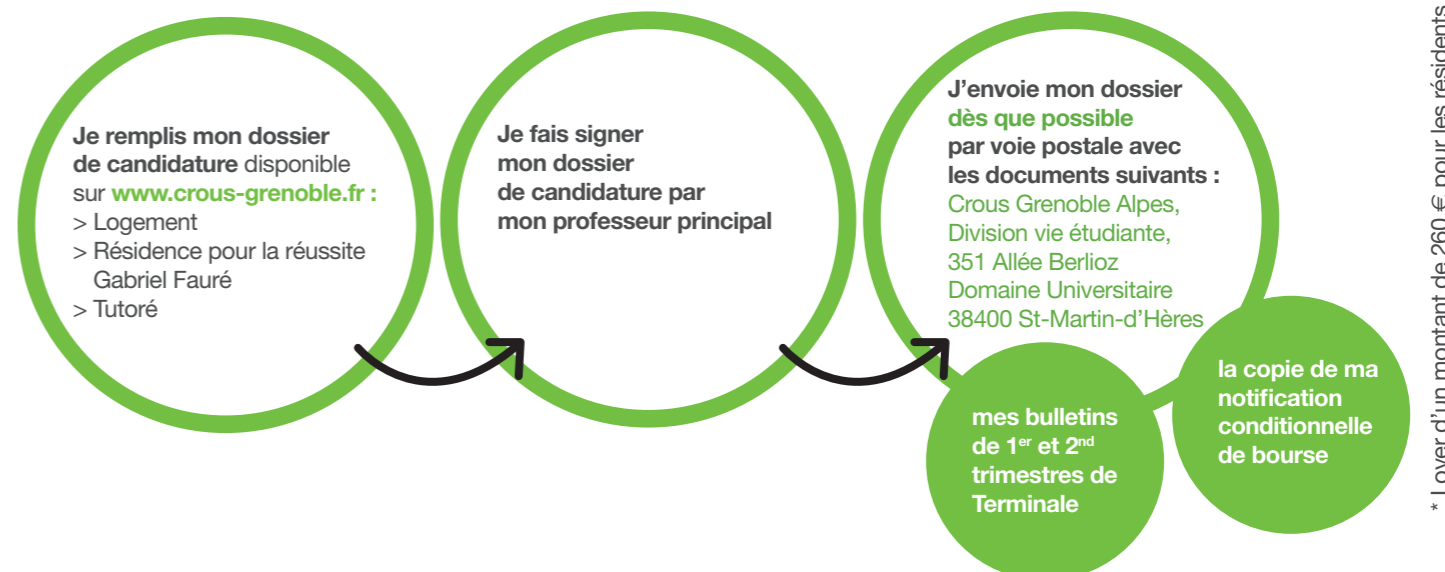 Je remplis mon dossier
de candidature disponible
sur www.crous-grenoble.fr :
> Logement
> Résidence pour la réussite
Gabriel Fauré
> Tutoré
Je fais signer
mon dossier
de candidature par
mon professeur principal
J'envoie mon dossier
dès que possible
par voie postale avec
les documents suivants :
Crous Grenoble Alpes,
Division vie étudiante,
351 Allée Berlioz
Domaine Universitaire
38400 St-Martin-d'Hères
mes bulletins
de 1er et 2nd
trimestres de
Terminale
la copie de ma
notification
conditionnelle
de bourse
* Loyer d'un montant de 260 € pour les résidents